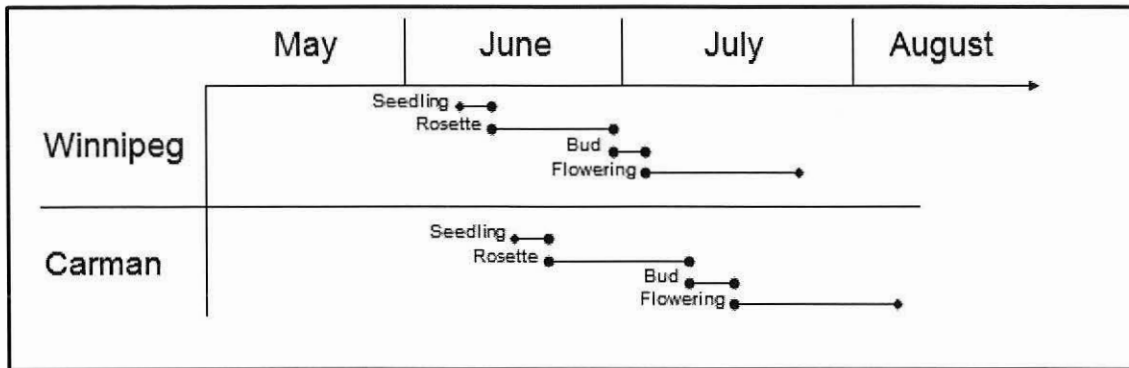 May June July August
Seedling
Rosette
Winnipeg
Bud
Flowering
Seedling
Rosette
Carman
Bud
Flowering